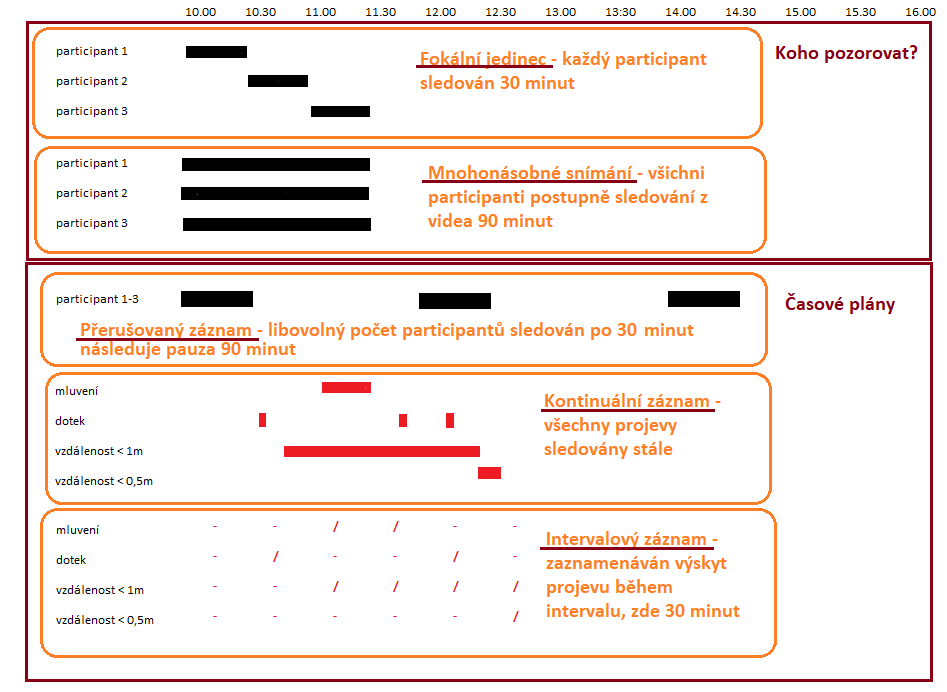 10.00 10.30 11.00 11.30 12.00 12.30 13.00 13:30 14.00 14.30 15.00 15.30 16.00
Koho pozorovat?
participant 1
participant 2
participant 3
Fokální jedinec - každý participant
sledován 30 minut
participant 1
participant 2
participant 3
Mnohonásobné snímání - všichni
participanti postupně sledování z
videa 90 minut
Časové plány
participant 1-3
Přerušovaný záznam - libovolný počet participantů sledován po 30 minut
následuje pauza 90 minut
mluvení
dotek
vzdálenost < 1m
vzdálenost < 0,5m
Kontinuální záznam -
všechny projevy
sledovány stále
mluvení - - / / - -
dotek - / - - / -
vzdálenost < 1m - - / / / /
vzdálenost < 0,5m - - - - - /
Intervalový záznam -
zaznamenáván výskyt
projevu během
intervalu, zde 30 minut